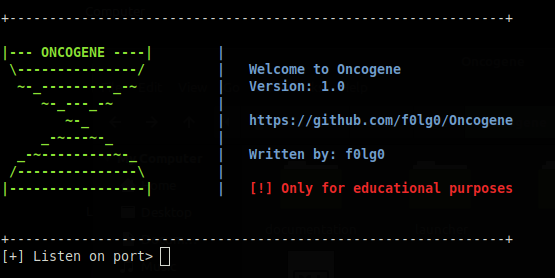 +---------------------------------------------------------------+
|--- ONCOGENE ----| |
\---------------/ | Welcome to Oncogene
~-_----------_-~ | Version: 1.0
~-_---_-~ |
~-_ | https://github.com/f0lg0/Oncogene
_-~---~-_ |
_-~---------~-_ | Written by: f0lg0
/---------------\ |
|-----------------| | [!] Only for educational purposes
+---------------------------------------------------------------+
[+] Listen on port>